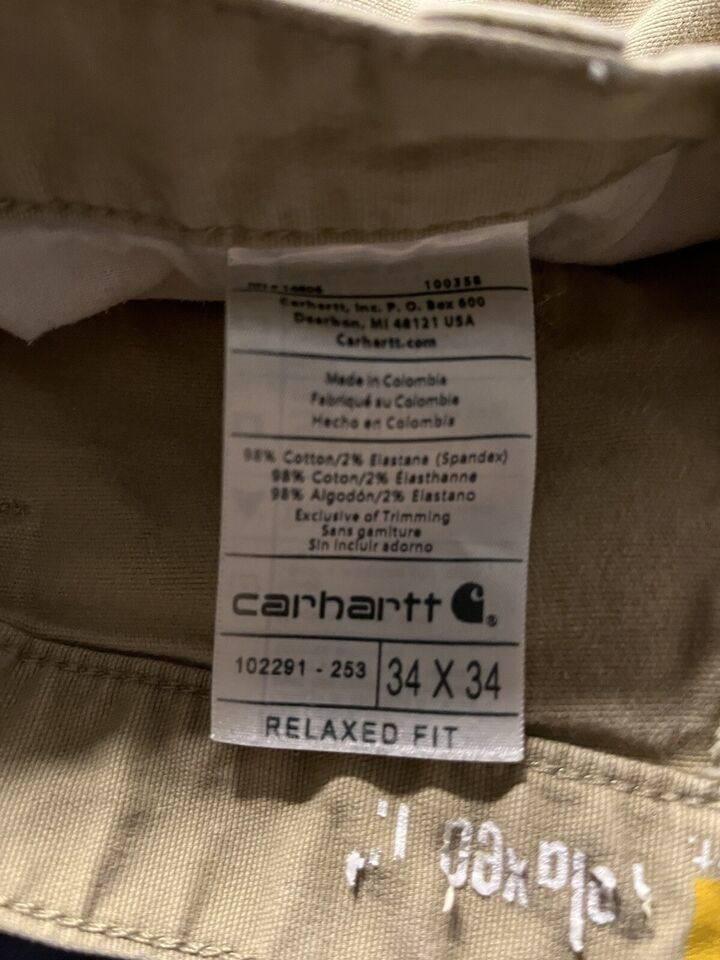 100358
Carhartt, Inc. P. O. Box 600
Dearborn, MI 48121 USA
Carhartt.com
Made in Colombia
Fabriqué au Colombie
Hecho en Colombia
98% Cotton/2% Elastane (Spandex)
98% Coton/2% Élasthanne
98% Algodón/2% Elastano
Exclusive of Trimming
Sans garniture
Sin Incluir adorno
carhartt ®
102291 - 253
34 X 34
RELAXED FIT